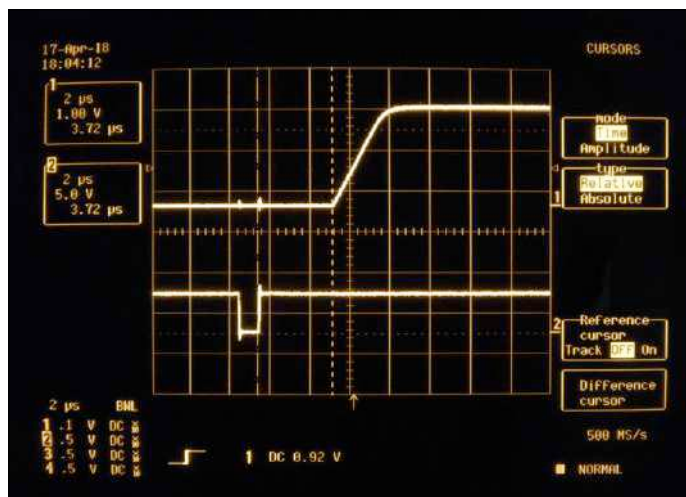 17-Apr-18
18:04:12
CURSORS
1
2 µs
1.00 V
3.72 µs
2
2 µs
5.0 V
3.72 µs
mode
Time
Amplitude
type
Relative
Absolute
1
2
Reference
cursor
Track OFF On
Difference
cursor
2 µs BWL
1 .1 V DC
2 .5 V DC
3 .5 V DC
4 .5 V DC
1 DC 0.92 V
500 MS/s
NORMAL